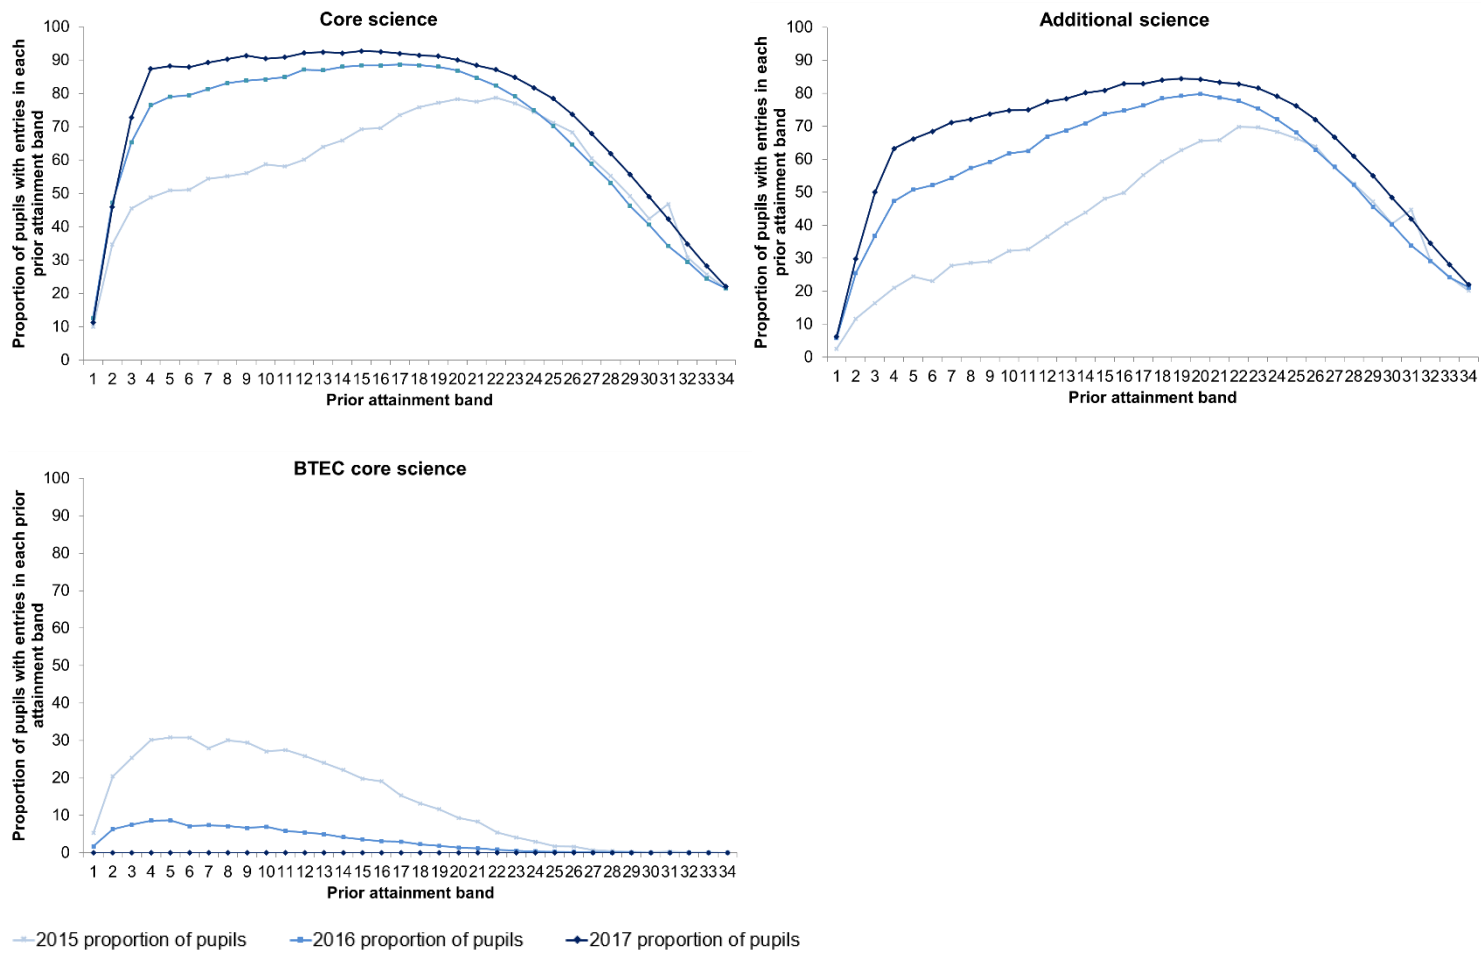 Core science
Proportion of pupils with entries in each
prior attainment band
100
90
80
70
60
50
40
30
20
10
0
1 2 3 4 5 6 7 8 9 10 11 12 13 14 15 16 17 18 19 20 21 22 23 24 25 26 27 28 29 30 31 32 33 34
Prior attainment band
Additional science
Proportion of pupils with entries in each
prior attainment band
100
90
80
70
60
50
40
30
20
10
0
1 2 3 4 5 6 7 8 9 10 11 12 13 14 15 16 17 18 19 20 21 22 23 24 25 26 27 28 29 30 31 32 33 34
Prior attainment band
BTEC core science
Proportion of pupils with entries in each prior
attainment band
100
90
80
70
60
50
40
30
20
10
0
1 2 3 4 5 6 7 8 9 10 11 12 13 14 15 16 17 18 19 20 21 22 23 24 25 26 27 28 29 30 31 32 33 34
Prior attainment band
2015 proportion of pupils 2016 proportion of pupils 2017 proportion of pupils